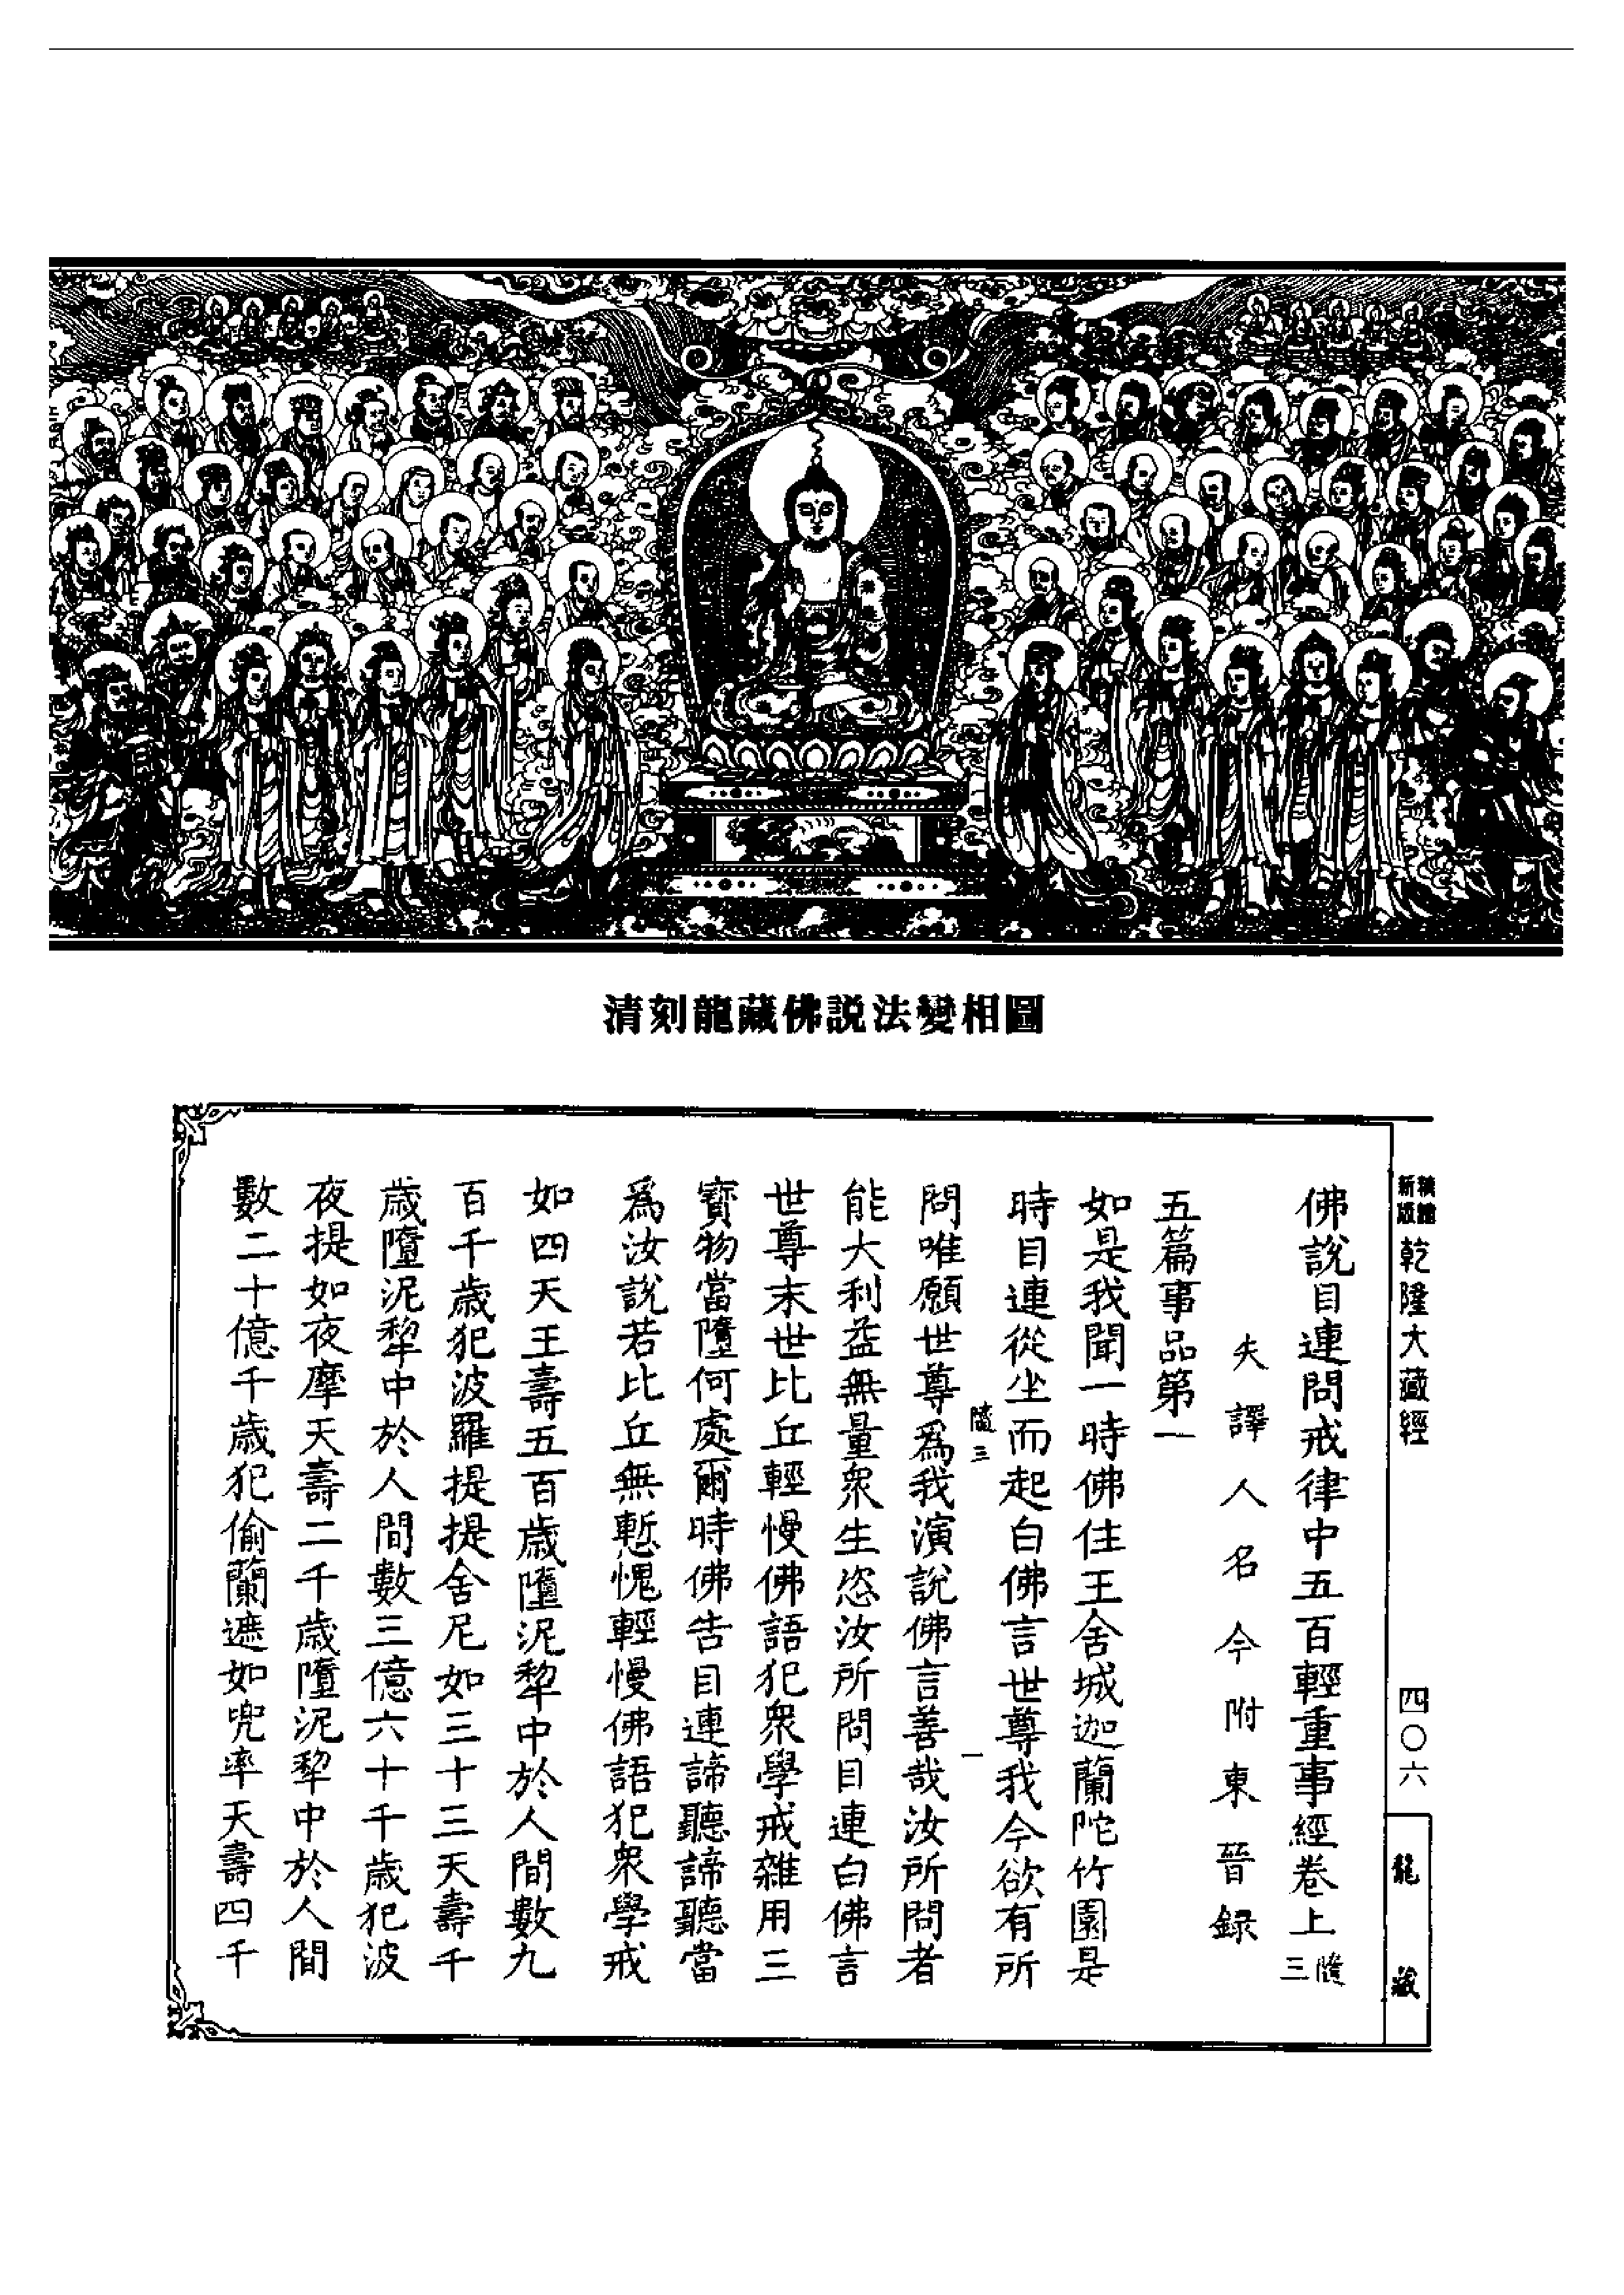 清刻龍藏佛説法變相圖
新版
乾隆大藏經
四〇六
龍藏
佛說目連問戒律中五百輕重事經卷上 隨三
失譯人名今附東晉錄
五篇事品第一
如是我聞一時佛住王舍城迦蘭陀竹園是
時目連從坐而起白佛言世尊我今欲有所
隨三 一
問唯願世尊爲我演說佛言善哉汝所問者
能大利益無量衆生恣汝所問目連白佛言
世尊末世比丘輕慢佛語犯衆學戒雜用三
寶物當墮何處爾時佛告目連諦聽諦聽當
爲汝說若比丘無慙愧輕慢佛語犯衆學戒
如四天王壽五百歲墮泥犂中於人間數九
百千歲犯波羅提提舍尼如三十三天壽千
歲墮泥犂中於人間數三億六十千歲犯波
夜提如夜摩天壽二千歲墮泥犂中於人間
數二十億千歲犯偷蘭遮如兜率天壽四千